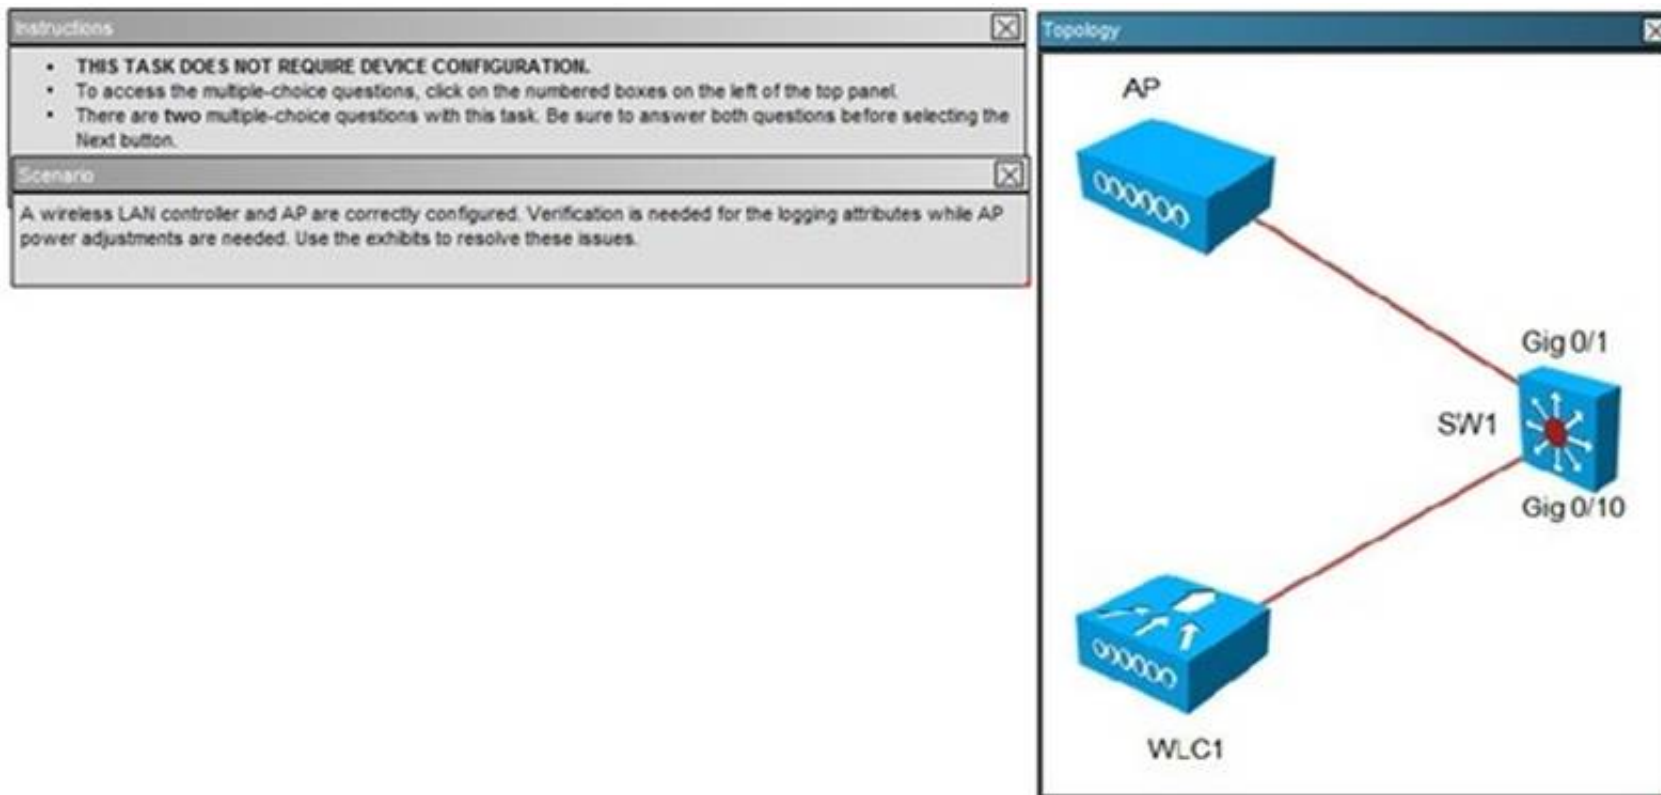 Instructions
• THIS TASK DOES NOT REQUIRE DEVICE CONFIGURATION.
• To access the multiple-choice questions, click on the numbered boxes on the left of the top panel.
• There are two multiple-choice questions with this task. Be sure to answer both questions before selecting the
Next button.
Scenario
A wireless LAN controller and AP are correctly configured. Verification is needed for the logging attributes while AP
power adjustments are needed. Use the exhibits to resolve these issues.
Topology
AP
Gig 0/1
SW1
Gig 0/10
WLC1